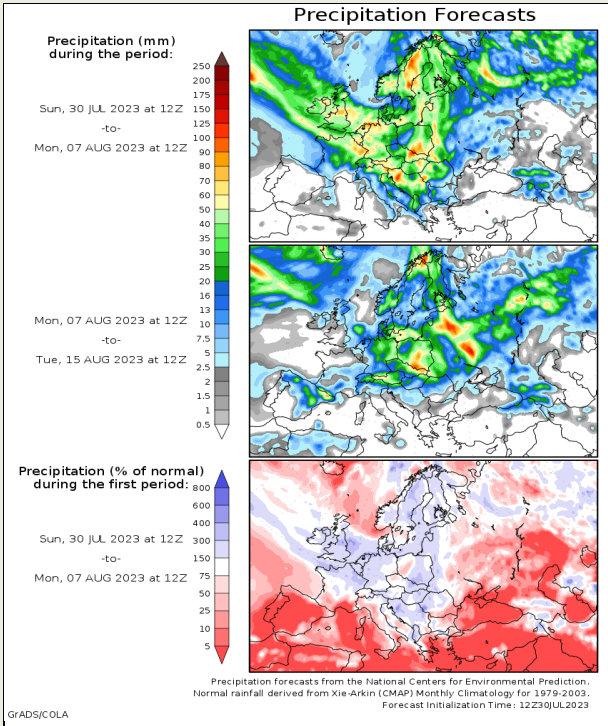 Precipitation Forecasts
Precipitation (mm)
during the period:
250
200
175
150
125
100
90
80
70
60
50
40
35
30
25
20
16
13
10
7.5
5
2.5
2
1.5
1
0.5
Sun, 30 JUL 2023 at 12Z
-to-
Mon, 07 AUG 2023 at 12Z
Mon, 07 AUG 2023 at 12Z
-to-
Tue, 15 AUG 2023 at 12Z
Precipitation (% of normal)
during the first period:
800
600
400
300
150
75
50
25
10
5
Sun, 30 JUL 2023 at 12Z
-to-
Mon, 07 AUG 2023 at 12Z
Precipitation forecasts from the National Centers for Environmental Prediction.
Normal rainfall derived from Xie-Arkin (CMAP) Monthly Climatology for 1979-2003.
Forecast Initialization Time: 12Z30JUL2023
GrADS/COLA